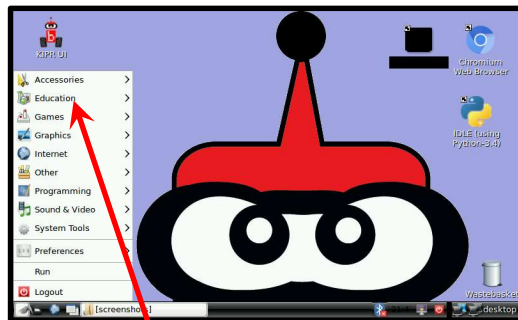 KIPR UI
Chromium
Web Browser
IDLE (using
Python-3.4)
Accessories
Education
Games
Graphics
Internet
Other
Programming
Sound & Video
System Tools
Preferences
Run
Logout
Wastebasket
desktop